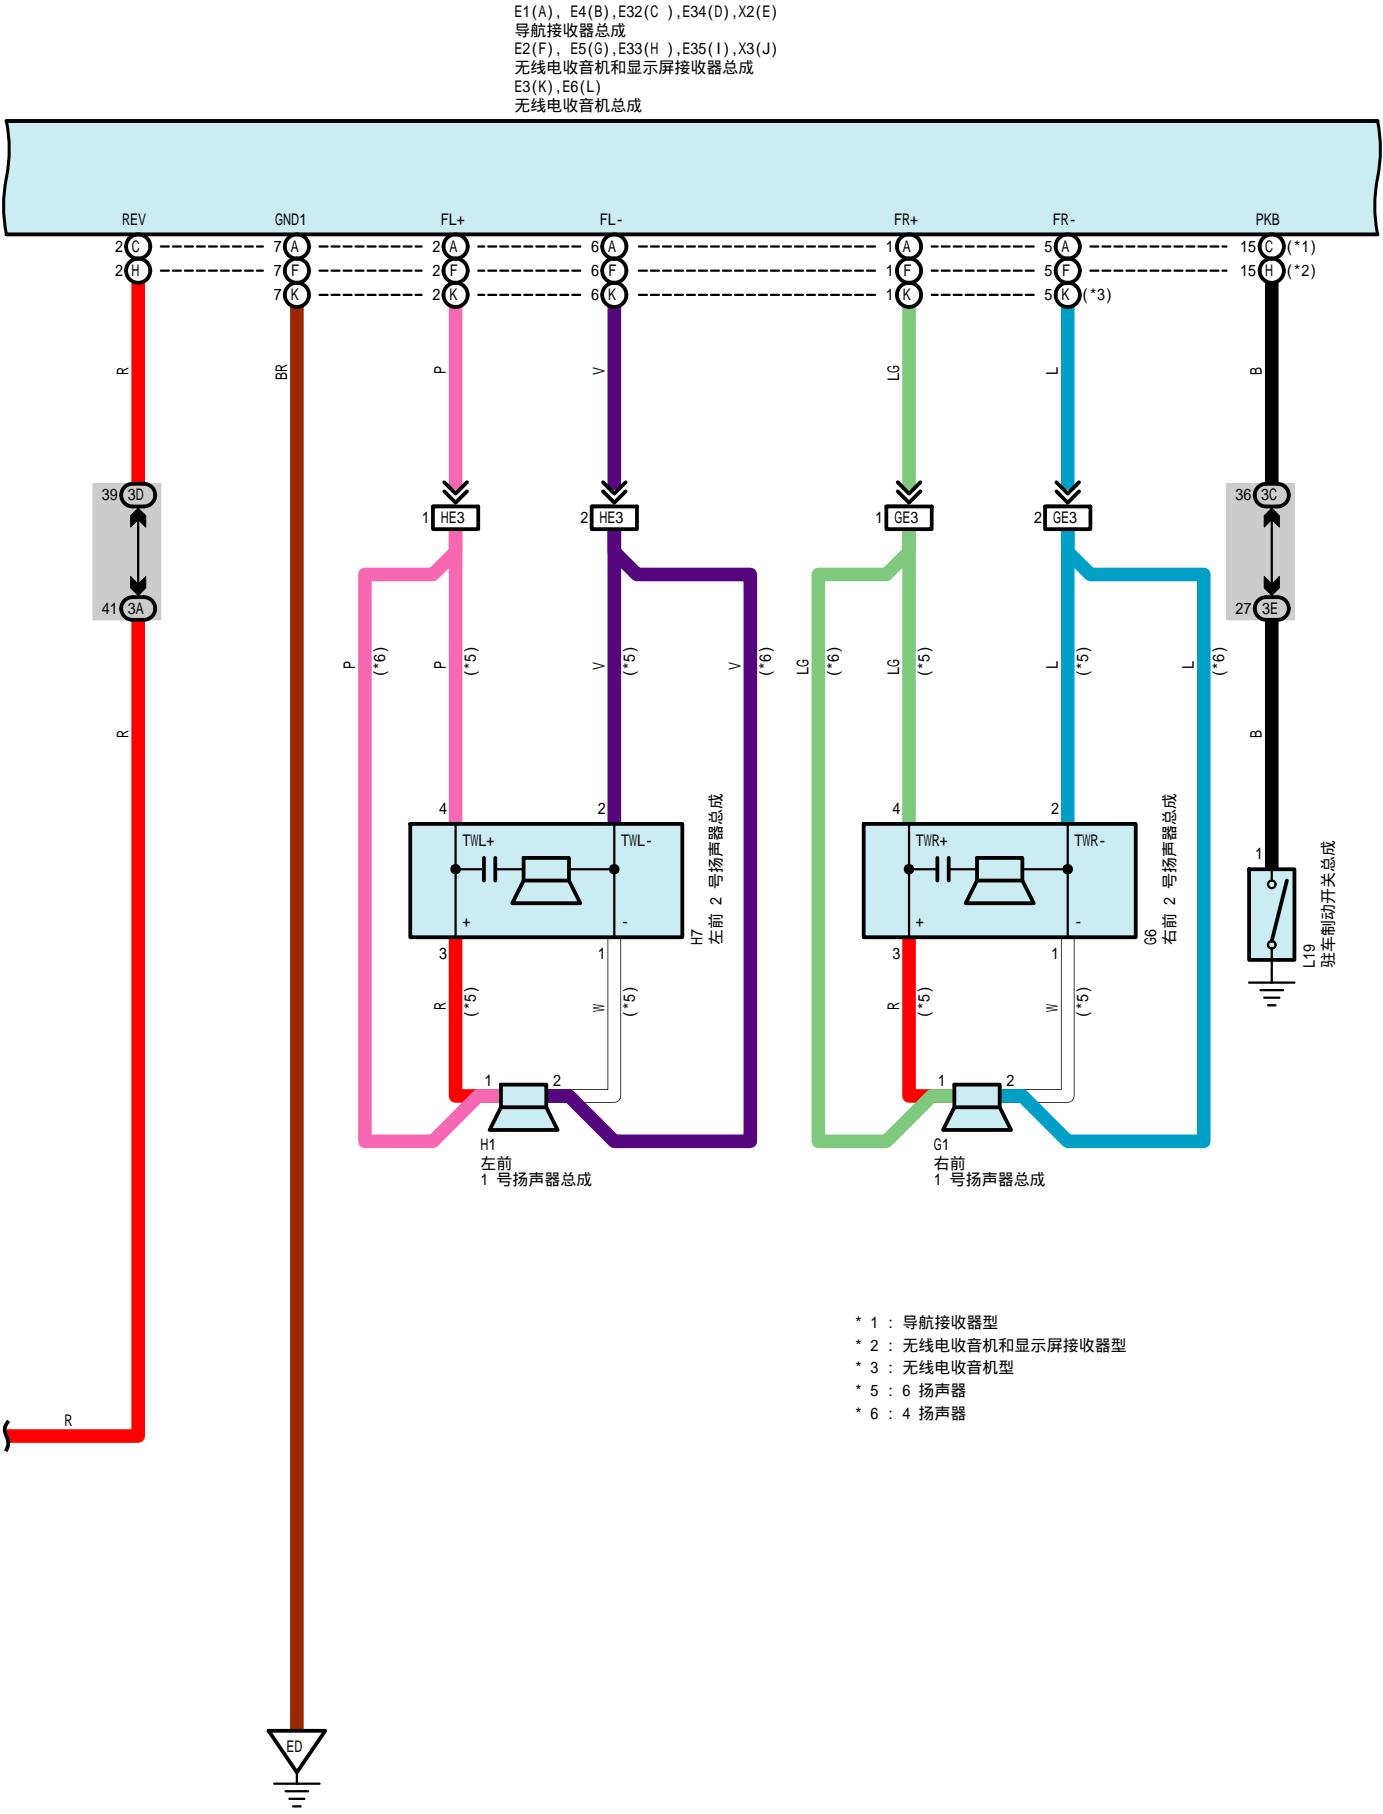 E1(A), E4(B),E32(C ),E34(D),X2(E)
导航接收器总成
E2(F), E5(G),E33(H ),E35(I),X3(J)
无线电收音机和显示屏接收器总成
E3(K),E6(L)
无线电收音机总成
REV GND1 FL+ FL- FR+ FR- PKB
2 C 7 A 2 A 6 A 1 A 5 A 15 C (*1)
2 H 7 F 2 F 6 F 1 F 5 F 15 H (*2)
7 K 2 K 6 K 1 K 5 K (*3)
R BR P V LG L B
39 3D 36 3C
1 HE3 2 HE3 1 GE3 2 GE3
41 3A 27 3E
P (*6) P (*5) V (*5) V (*6) LG (*6) LG (*5) L (*5) L (*6)
R B
4 2 4 2
TWL+ TWL- TWR+ TWR-
+ - + -
H7
左前 2 号扬声器总成
G6
右前 2 号扬声器总成
1
L19
驻车制动开关总成
3 1 3 1
R (*5) W (*5) R (*5) W (*5)
1 2 1 2
H1
左前
1 号扬声器总成
G1
右前
1 号扬声器总成
* 1 : 导航接收器型
* 2 : 无线电收音机和显示屏接收器型
* 3 : 无线电收音机型
* 5 : 6 扬声器
* 6 : 4 扬声器
R
ED